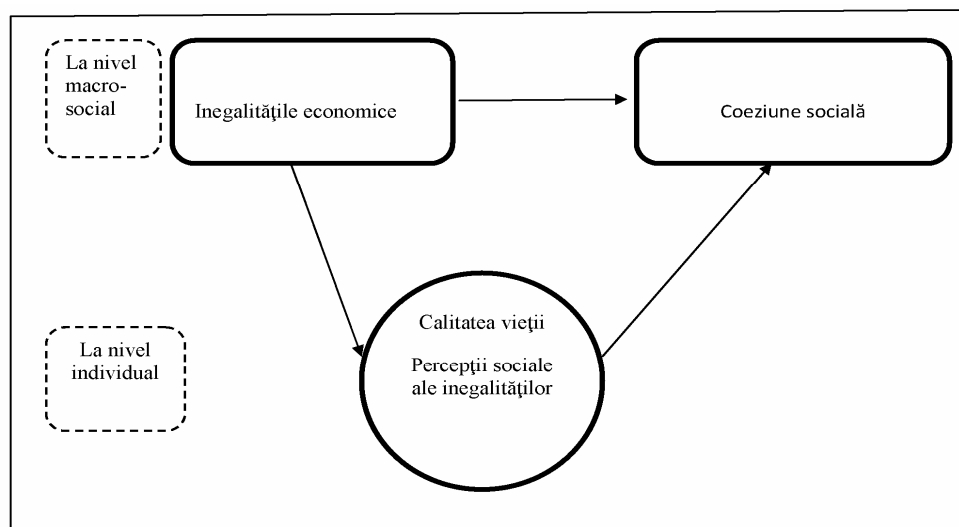 La nivel
macro-
social
Inegalităţile economice
Coeziune socială
Calitatea vieţii
Percepţii sociale
ale inegalităţilor
La nivel
individual